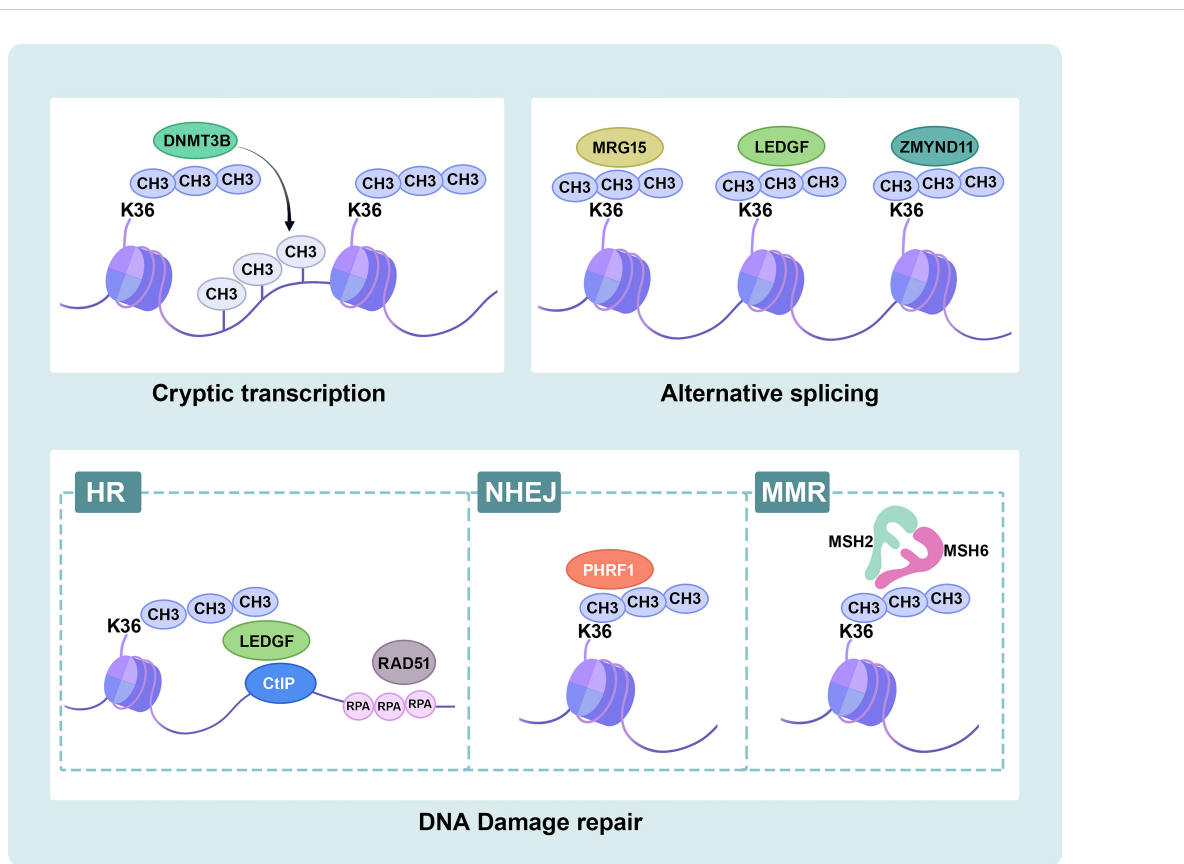 DNMT3B
CH3 CH3 CH3
CH3 CH3 CH3
K36
K36
CH3
CH3
CH3
Cryptic transcription
MRG15
LEDGF
ZMYND11
CH3 CH3 CH3
CH3 CH3 CH3
CH3 CH3 CH3
K36
K36
K36
Alternative splicing
HR
K36
CH3 CH3 CH3
LEDGF
CtIP
RAD51
RPA RPA RPA
NHEJ
PHRF1
CH3 CH3 CH3
K36
MMR
MSH2
MSH6
CH3 CH3 CH3
K36
DNA Damage repair